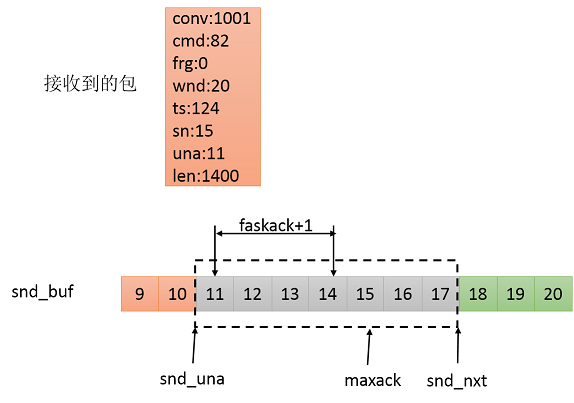 接收到的包
conv:1001
cmd:82
frg:0
wnd:20
ts:124
sn:15
una:11
len:1400
faskack+1
snd_buf
9 10 11 12 13 14 15 16 17 18 19 20
snd_una
maxack
snd_nxt